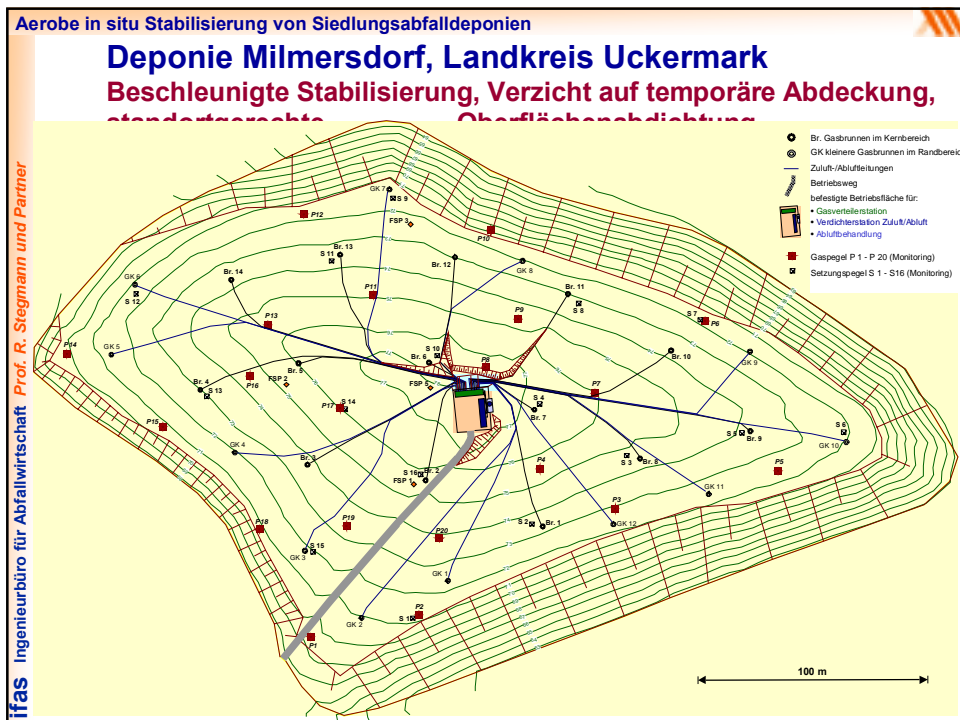 Aerobe in situ Stabilisierung von Siedlungsabfalldeponien
Deponie Milmersdorf, Landkreis Uckermark
Beschleunigte Stabilisierung, Verzicht auf temporäre Abdeckung,
standortgerechte Oberflächenabdichtung
ifas Ingenieurbüro für Abfallwirtschaft Prof. R. Stegmann und Partner
Br. Gasbrunnen im Kernbereich
GK kleinere Gasbrunnen im Randbereich
Zuluft-/Abluftleitungen
Betriebsweg
befestigte Betriebsfläche für:
• Gasverteilerstation
• Verdichterstation Zuluft/Abluft
• Abluftbehandlung
Gaspegel P 1 - P 20 (Monitoring)
Setzungspegel S 1 - S16 (Monitoring)
GK 7
S 9
P12
FSP 3
P10
Br. 13
S 11
Br. 12
GK 8
Br. 14
GK 6
S 12
P11
Br. 11
S 8
P13
P9
S 7
P6
P14
GK 5
S 10
Br. 6
P8
Br. 10
GK 9
Br. 5
P16
FSP 2
FSP 5
P7
Br. 4
S 13
P17
S 14
S 4
Br. 7
P15
S 5
Br. 9
S 6
GK 10
GK 4
Br. 3
S 16
Br. 2
FSP 1
P4
S 3
Br. 8
P5
GK 11
P18
P19
P20
S 2
Br. 1
P3
GK 12
GK 3
S 15
GK 1
GK 2
S 1
P2
P1
100 m